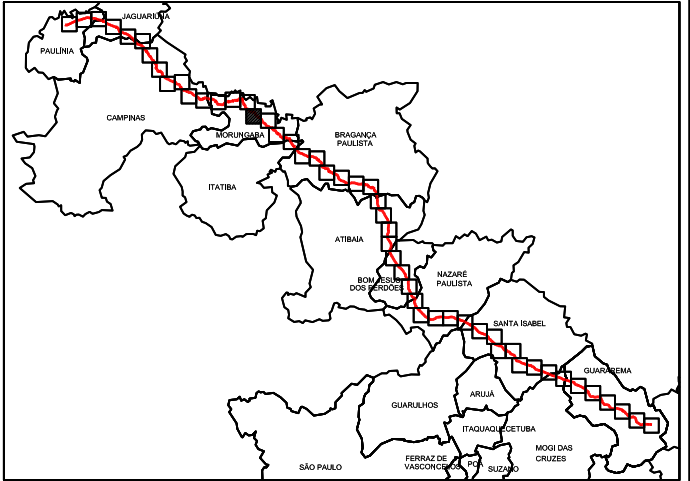 JAGUARIÚNA
PAULÍNIA
CAMPINAS
MORUNGABA
BRAGANÇA
PAULISTA
ITATIBA
ATIBAIA
BOM JESUS
DOS PERDÕES
NAZARÉ
PAULISTA
SANTA ISABEL
GUARAREMA
ARUJÁ
GUARULHOS
ITAQUAQUECETUBA
MOGI DAS
CRUZES
FERRAZ DE
VASCONCELOS
POÁ
SUZANO
SÃO PAULO